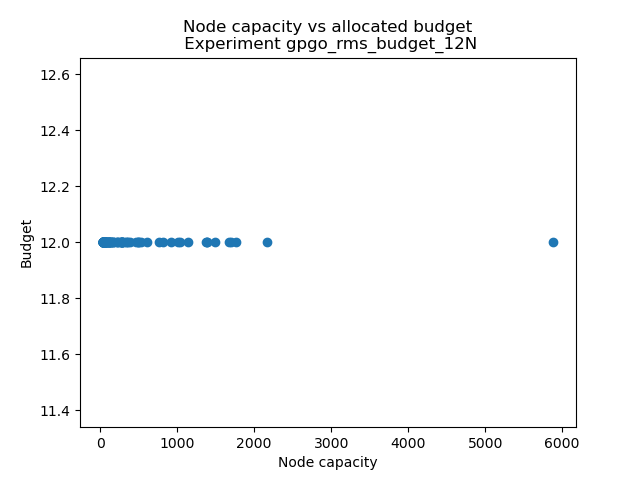 Node capacity vs allocated budget
Experiment gpgo_rms_budget_12N
12.6
12.4
12.2
12.0
11.8
11.6
11.4
Budget
0 1000 2000 3000 4000 5000 6000
Node capacity